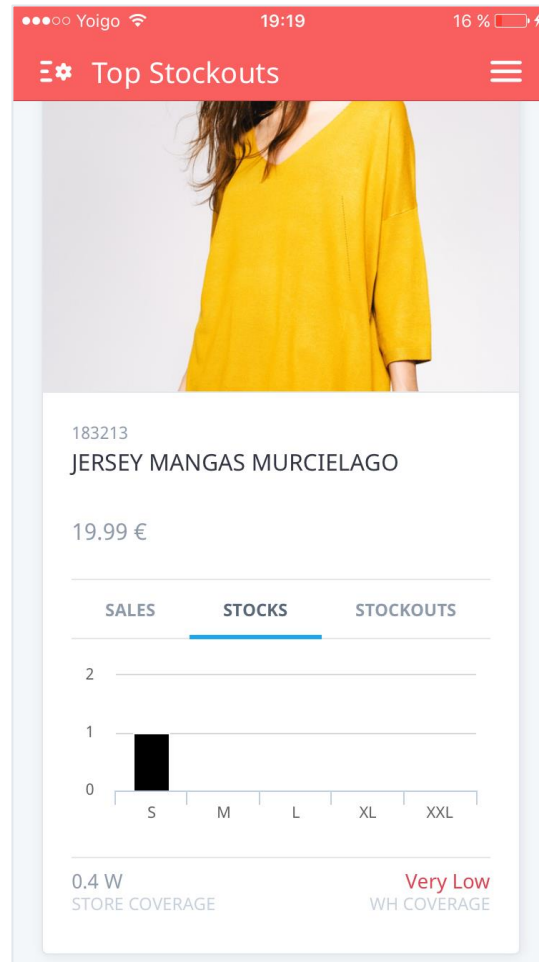 Yoigo 19:19 16 %
Top Stockouts
183213
JERSEY MANGAS MURCIELAGO
19.99 €
SALES STOCKS STOCKOUTS
2
1
0
S M L XL XXL
0.4 W Very Low
STORE COVERAGE WH COVERAGE